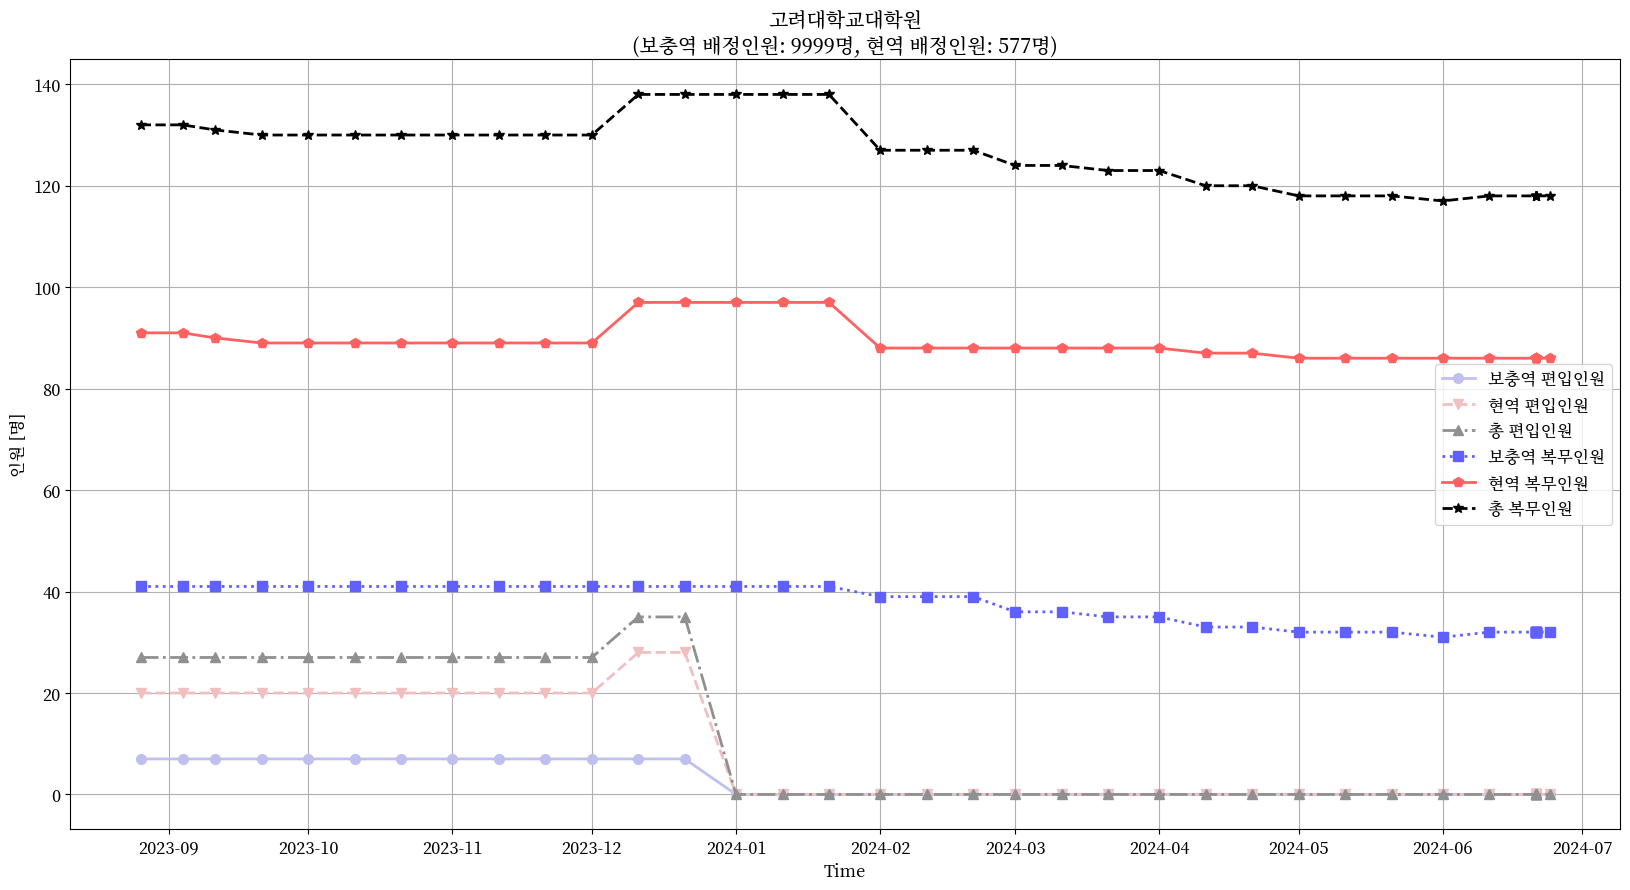 고려대학교대학원
(보충역 배정인원: 9999명, 현역 배정인원: 577명)
인원 [명]
140
120
100
80
60
40
20
0
보충역 편입인원
현역 편입인원
총 편입인원
보충역 복무인원
현역 복무인원
총 복무인원
2023-09 2023-10 2023-11 2023-12 2024-01 2024-02 2024-03 2024-04 2024-05 2024-06 2024-07
Time